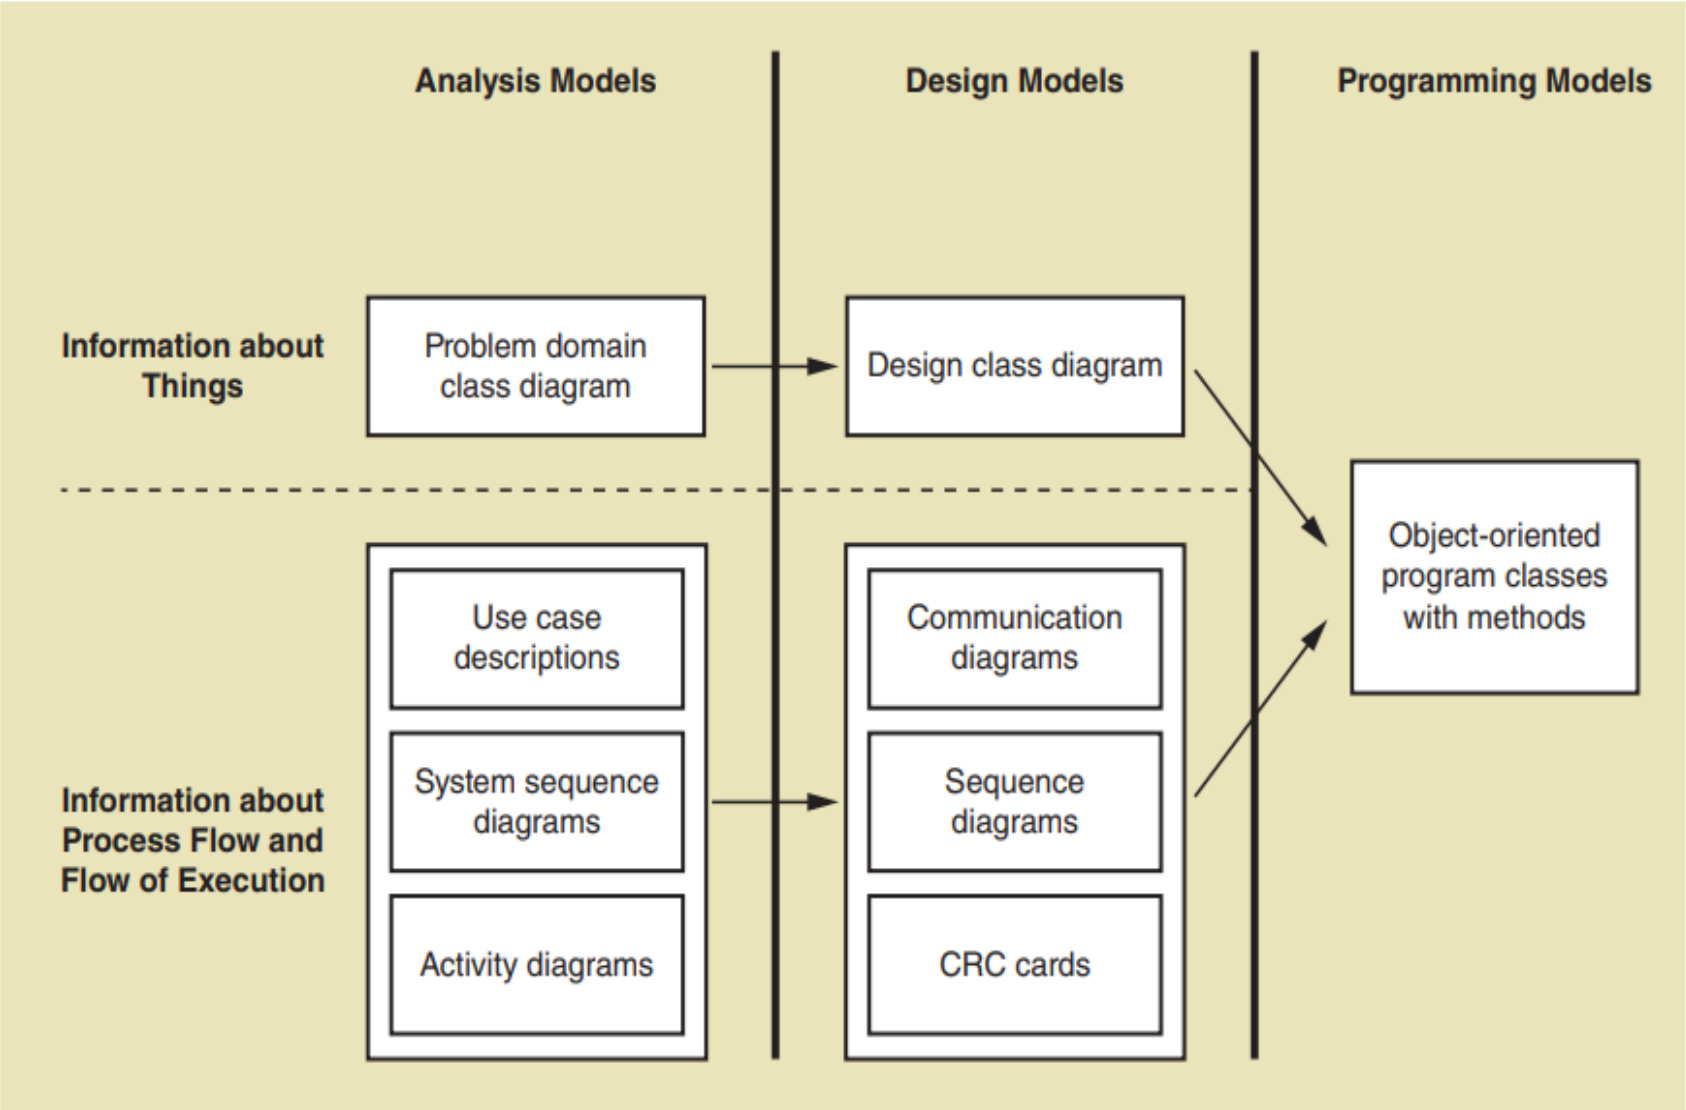 Analysis Models
Design Models
Programming Models
Information about
Things
Problem domain
class diagram
Design class diagram
Object-oriented
program classes
with methods
Information about
Process Flow and
Flow of Execution
Use case
descriptions
System sequence
diagrams
Activity diagrams
Communication
diagrams
Sequence
diagrams
CRC cards